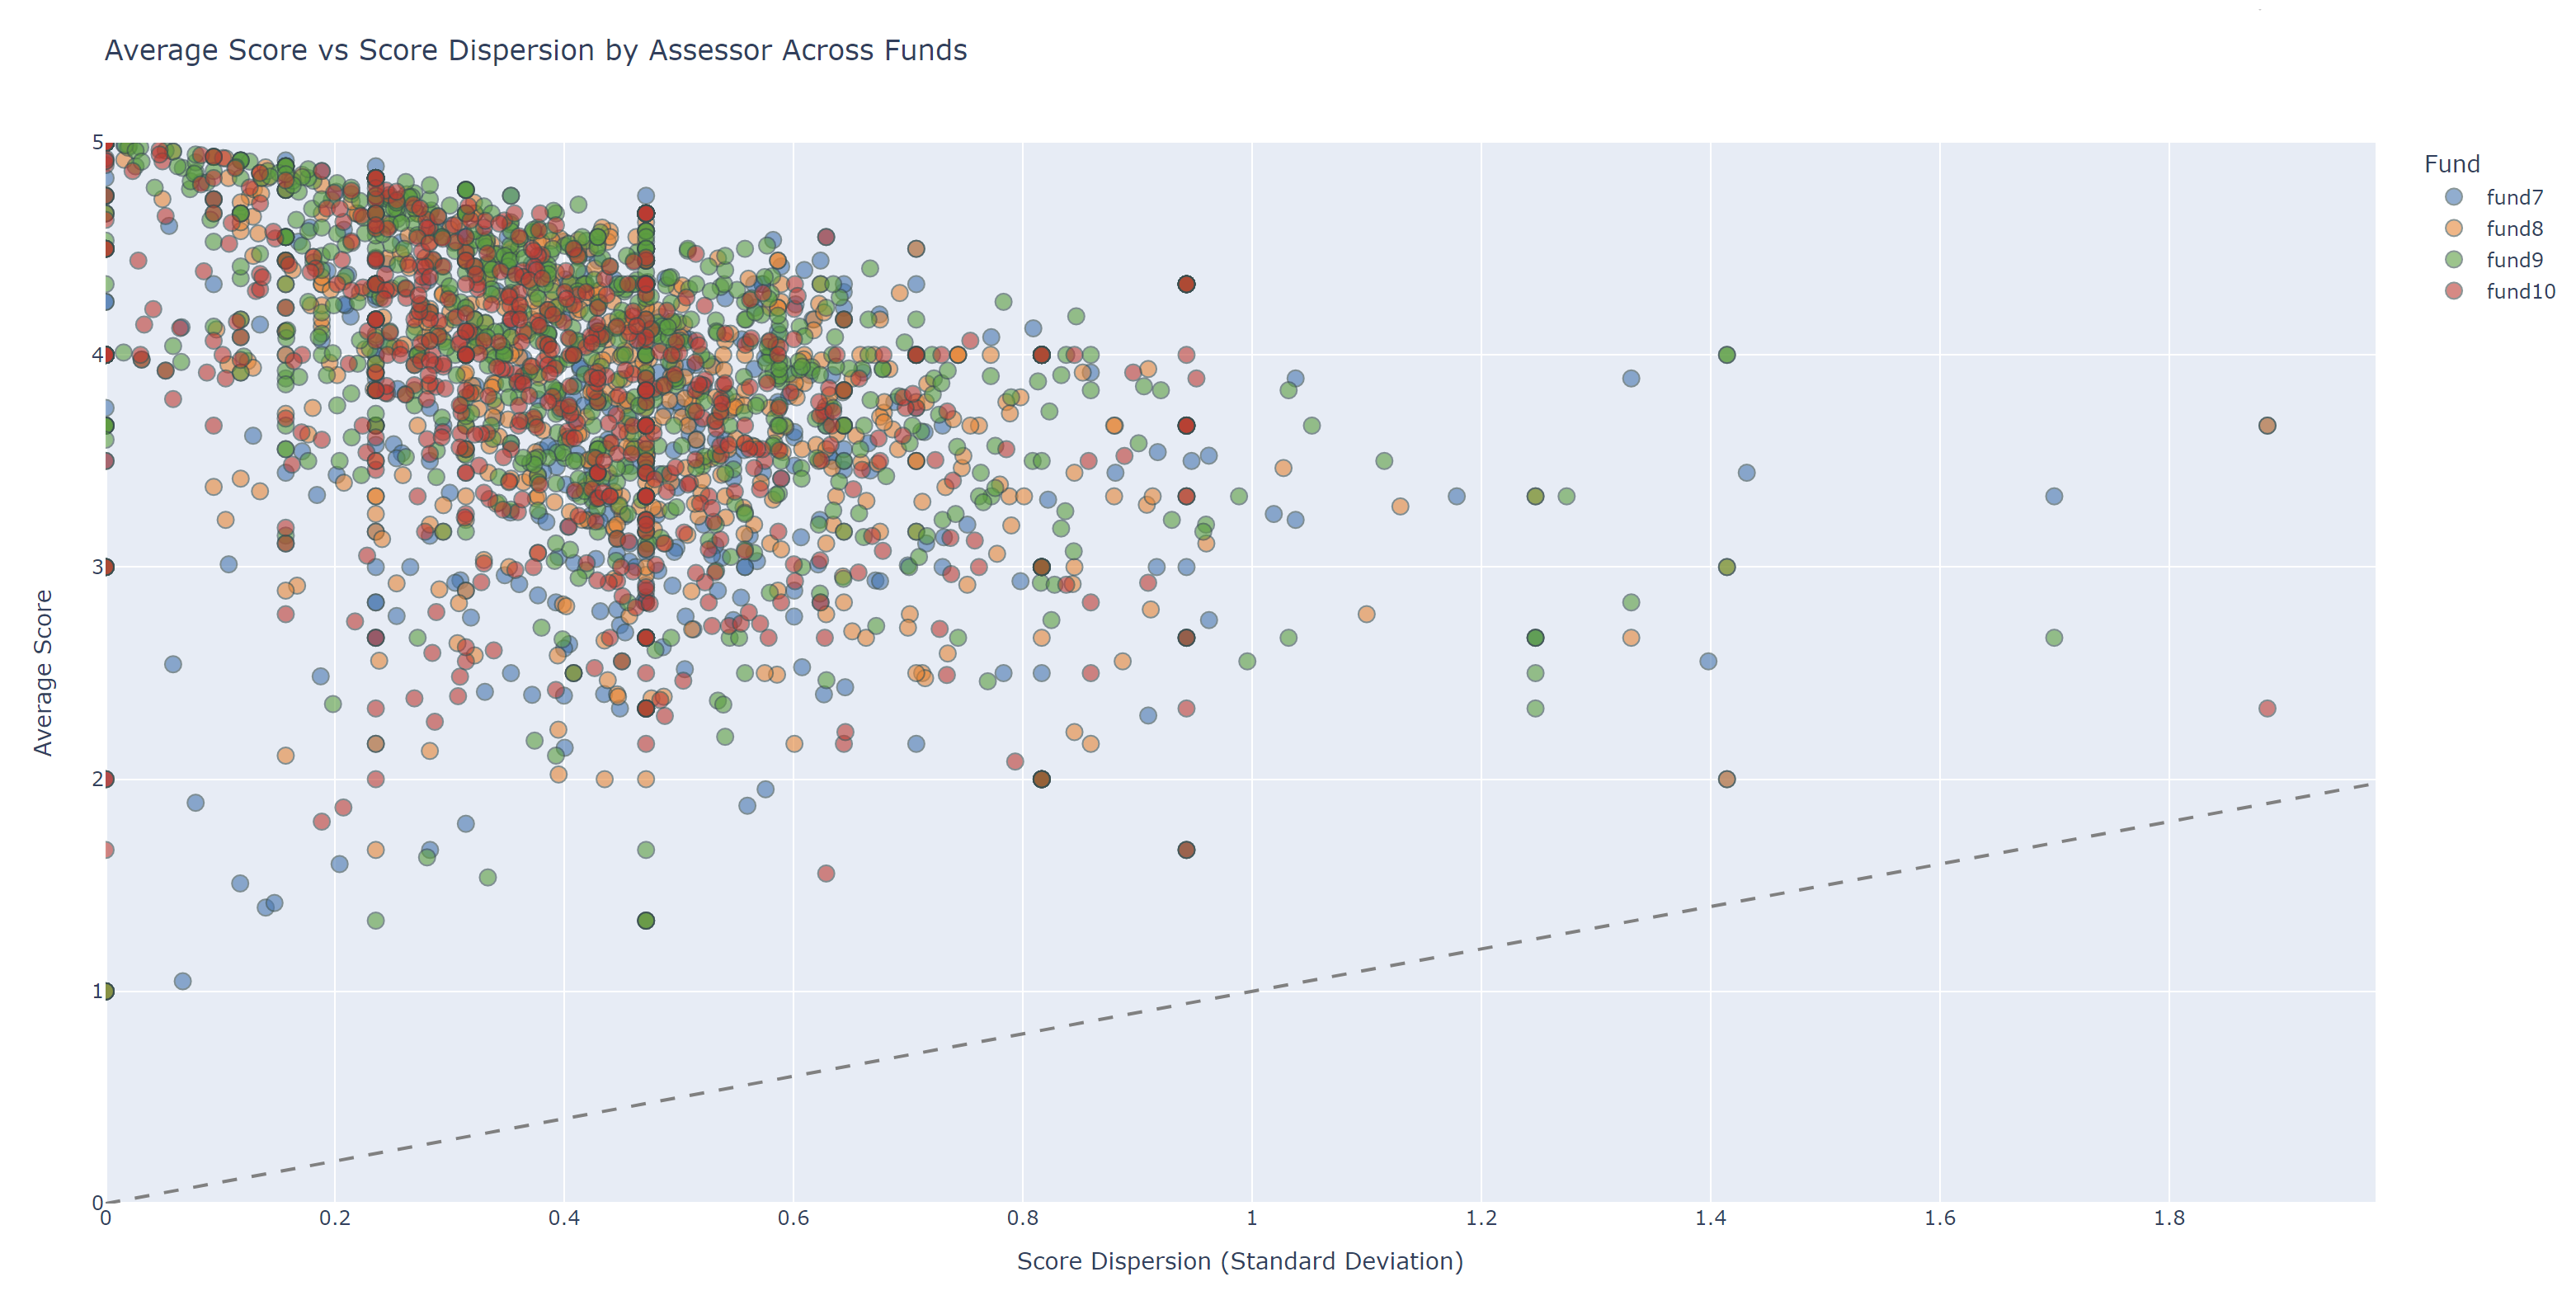 Average Score vs Score Dispersion by Assessor Across Funds
Fund
fund7
fund8
fund9
fund10
Average Score
5
4
3
2
1
0
0 0.2 0.4 0.6 0.8 1 1.2 1.4 1.6 1.8
Score Dispersion (Standard Deviation)